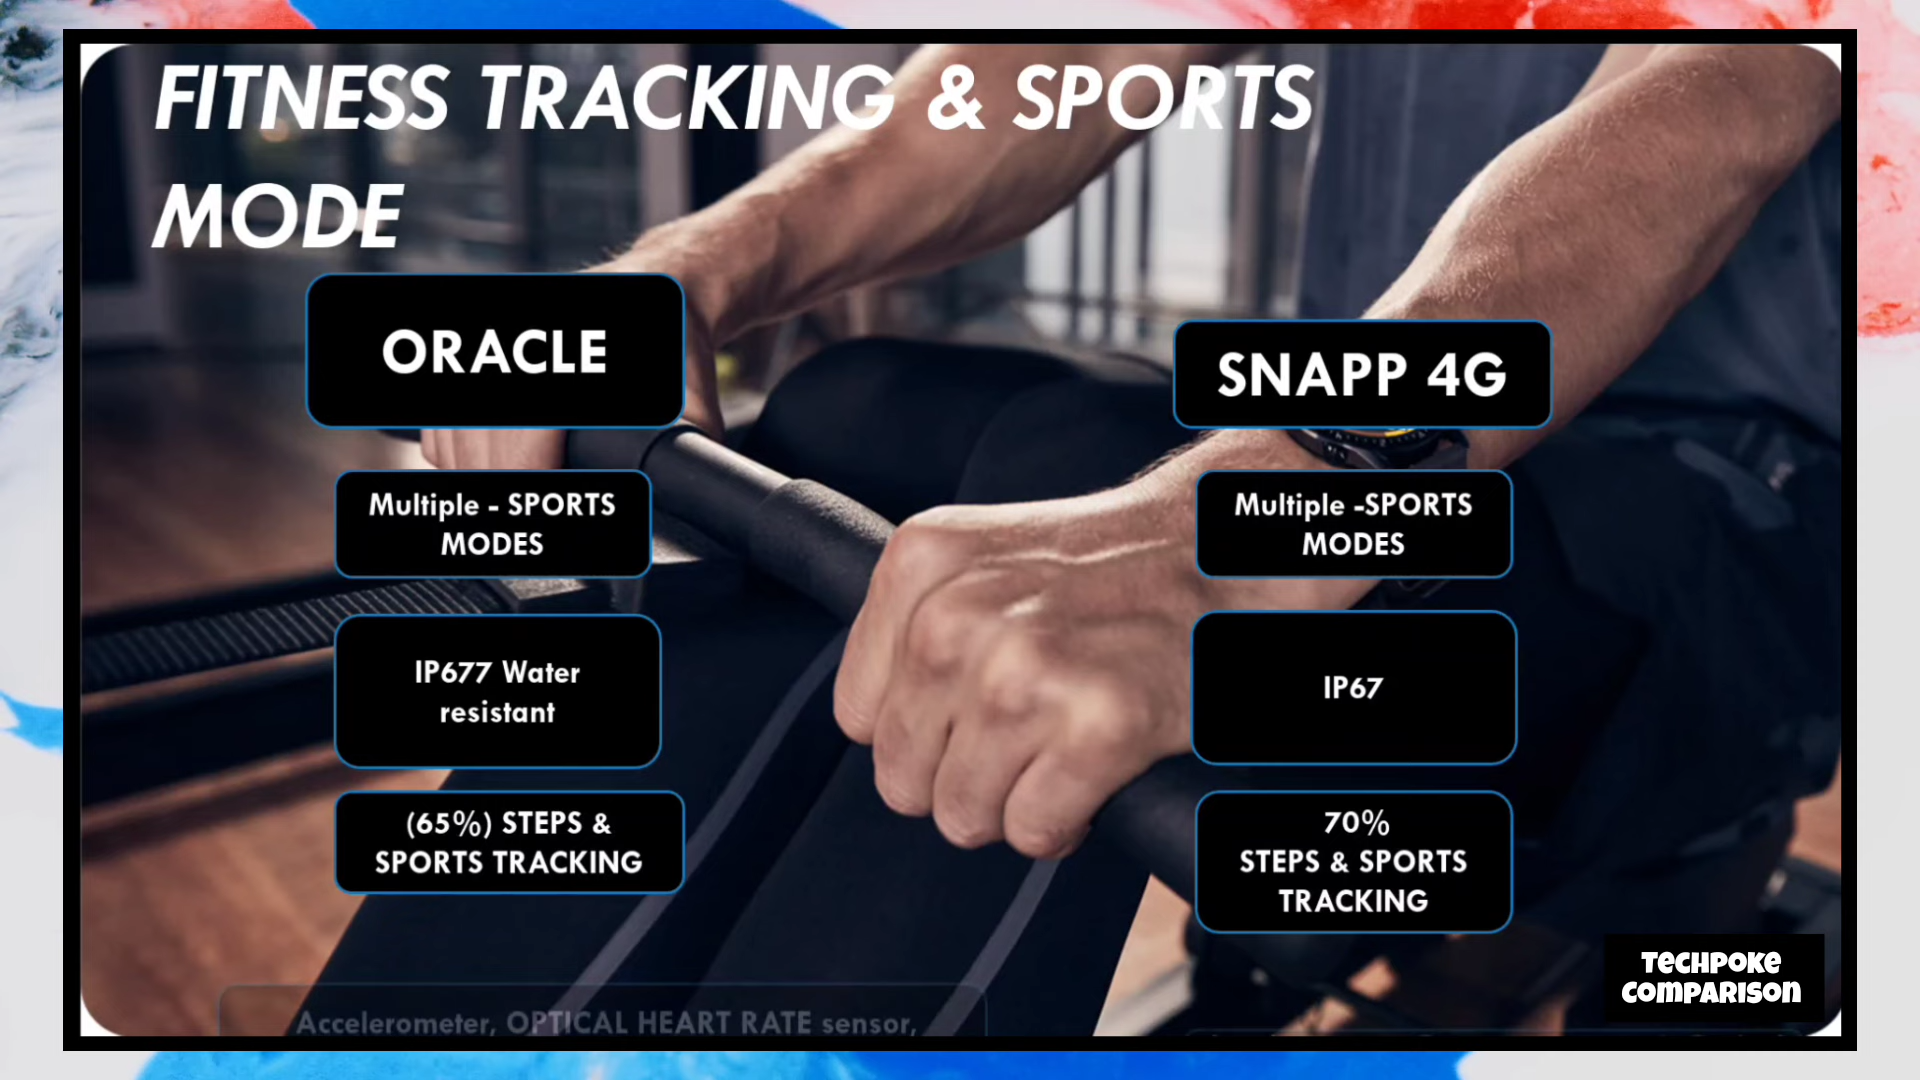 FITNESS TRACKING & SPORTS
MODE
ORACLE
SNAPP 4G
Multiple - SPORTS
MODES
Multiple -SPORTS
MODES
IP677 Water
resistant
IP67
(65%) STEPS &
SPORTS TRACKING
70%
STEPS & SPORTS
TRACKING
Accelerometer, OPTICAL HEART RATE sensor,
TECHPOKE
COMPARISON